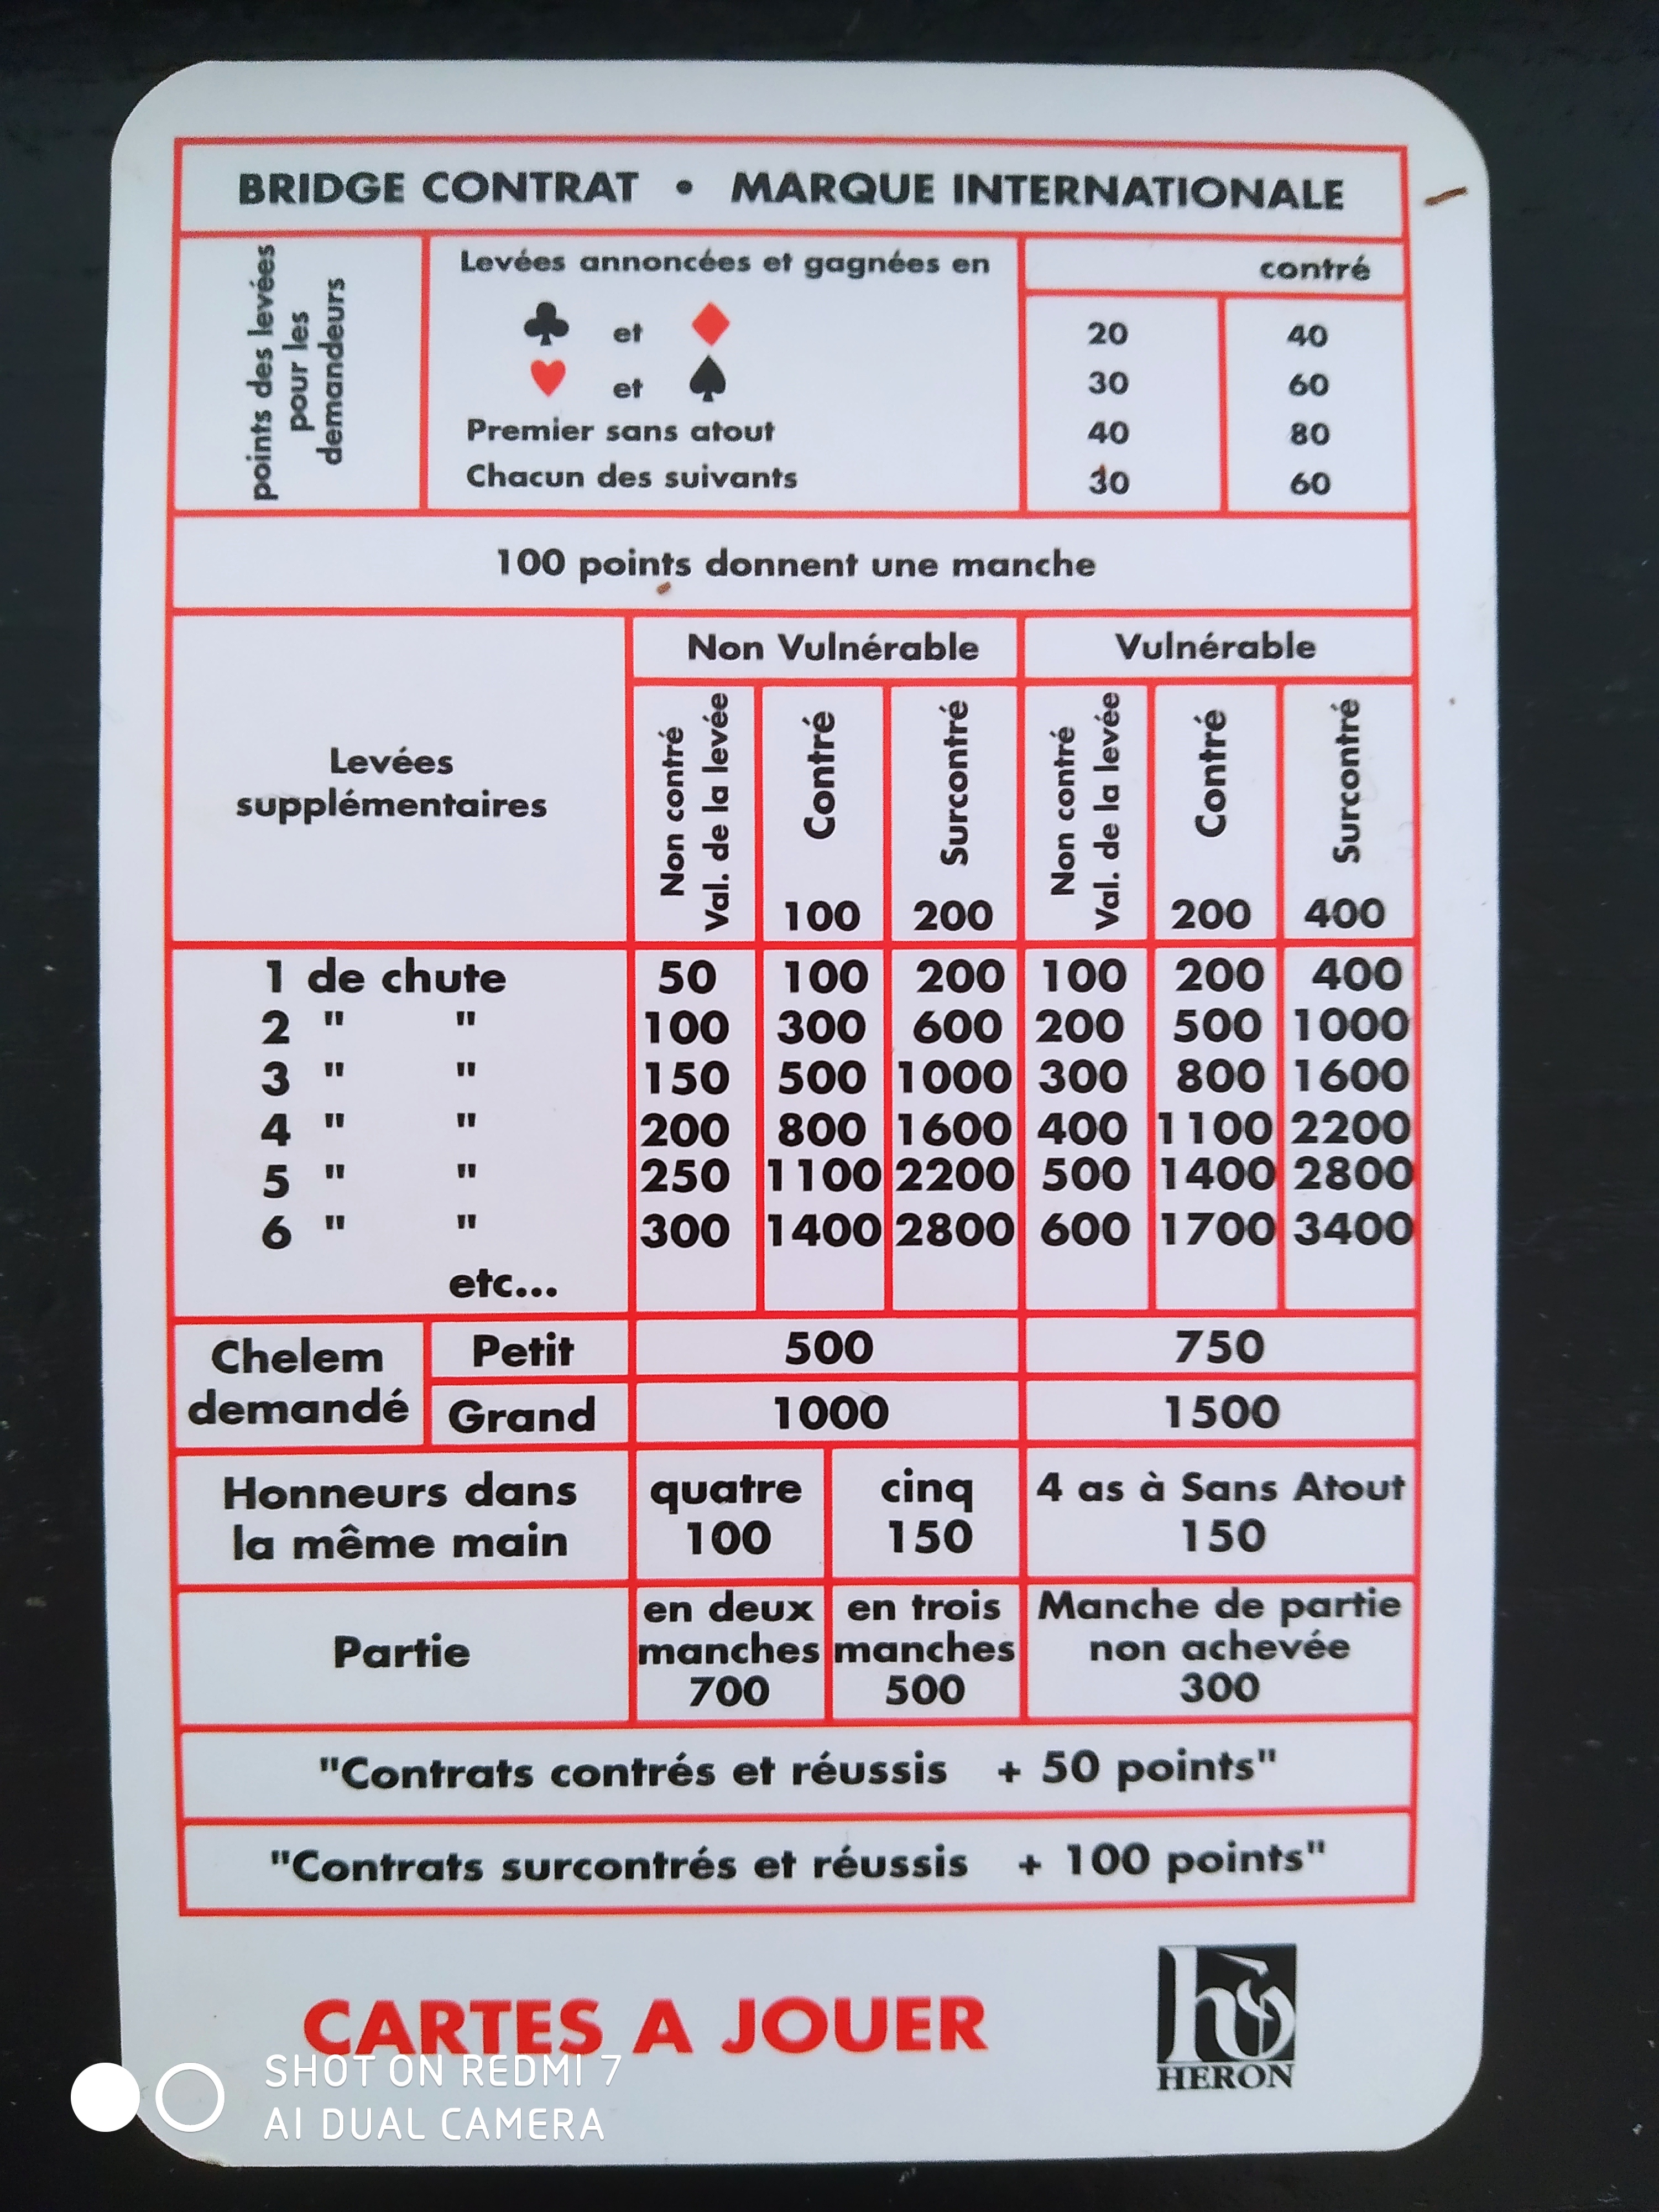 BRIDGE CONTRAT • MARQUE INTERNATIONALE
points des levées
pour les
demandeurs
Levées annoncées et gagnées en
contré
♣ et ♦ 20 40
♥ et ♠ 30 60
Premier sans atout 40 80
Chacun des suivants 30 60
100 points donnent une manche
Levées
supplémentaires
Non Vulnérable
Vulnérable
Non contré
Val. de la levée
Contré
100
Surcontré
200
Non contré
Val. de la levée
Contré
200
Surcontré
400
1 de chute 50 100 200 100 200 400
2 " " 100 300 600 200 500 1000
3 " " 150 500 1000 300 800 1600
4 " " 200 800 1600 400 1100 2200
5 " " 250 1100 2200 500 1400 2800
6 " " 300 1400 2800 600 1700 3400
etc...
Chelem
demandé
Petit 500 750
Grand 1000 1500
Honneurs dans
la même main
quatre
100
cinq
150
4 as à Sans Atout
150
Partie
en deux
manches
700
en trois
manches
500
Manche de partie
non achevée
300
"Contrats contrés et réussis + 50 points"
"Contrats surcontrés et réussis + 100 points"
CARTES A JOUER
HERON
SHOT ON REDMI 7
AI DUAL CAMERA